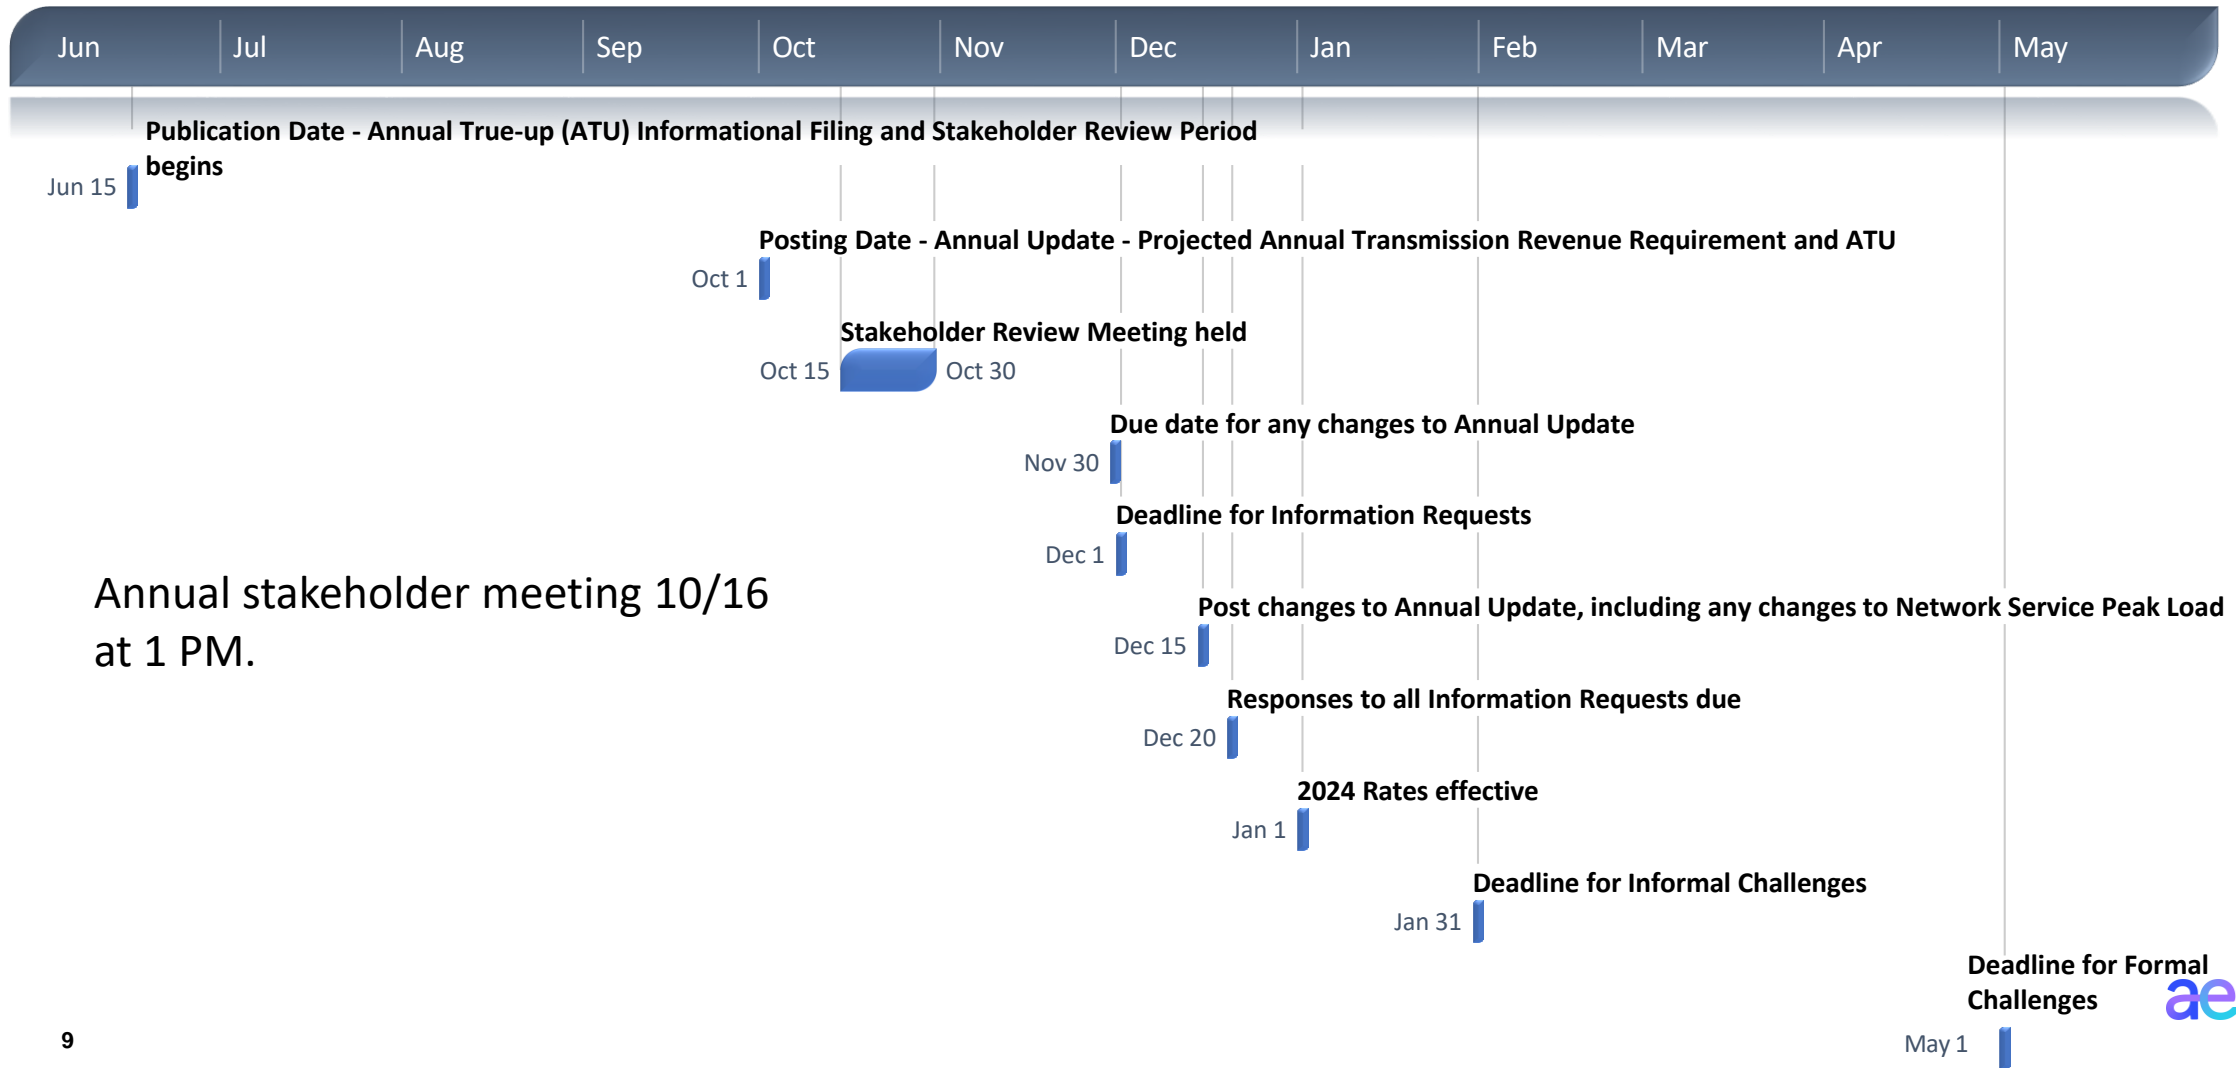 Jun Jul Aug Sep Oct Nov Dec Jan Feb Mar Apr May
Publication Date - Annual True-up (ATU) Informational Filing and Stakeholder Review Period
begins
Jun 15
Posting Date - Annual Update - Projected Annual Transmission Revenue Requirement and ATU
Oct 1
Stakeholder Review Meeting held
Oct 15 Oct 30
Due date for any changes to Annual Update
Nov 30
Deadline for Information Requests
Dec 1
Annual stakeholder meeting 10/16
at 1 PM.
Post changes to Annual Update, including any changes to Network Service Peak Load
Dec 15
Responses to all Information Requests due
Dec 20
2024 Rates effective
Jan 1
Deadline for Informal Challenges
Jan 31
Deadline for Formal
Challenges
ae
May 1
9